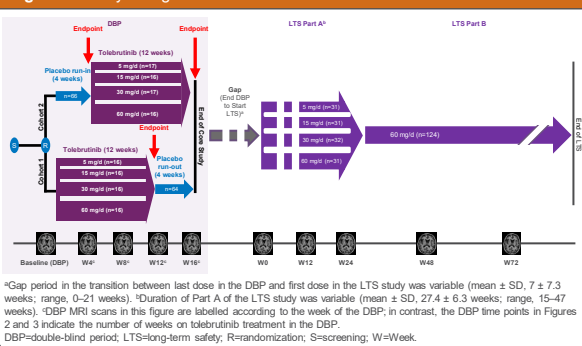 DBP
LTS Part Aᵇ
LTS Part B
Endpoint
Endpoint
Tolebrutinib (12 weeks)
5 mg/d (n=17)
15 mg/d (n=16)
30 mg/d (n=17)
60 mg/d (n=16)
Placebo run-in
(4 weeks)
n=66
Cohort 2
S
R
Cohort 1
Endpoint
Tolebrutinib (12 weeks)
5 mg/d (n=16)
15 mg/d (n=16)
30 mg/d (n=16)
60 mg/d (n=16)
Placebo
run-out
(4 weeks)
n=64
End of Core Study
Gap
(End DBP
to Start
LTS)ᵃ
5 mg/d (n=31)
15 mg/d (n=31)
30 mg/d (n=32)
60 mg/d (n=31)
60 mg/d (n=124)
End of LTS
Baseline (DBP)
W4ᶜ
W8ᶜ
W12ᶜ
W16ᶜ
W0
W12
W24
W48
W72
ᵃGap period in the transition between last dose in the DBP and first dose in the LTS study was variable (mean ± SD, 7 ± 7.3
weeks; range, 0–21 weeks). ᵇDuration of Part A of the LTS study was variable (mean ± SD, 27.4 ± 6.3 weeks; range, 15–47
weeks). ᶜDBP MRI scans in this figure are labelled according to the week of the DBP; in contrast, the DBP time points in Figures
2 and 3 indicate the number of weeks on tolebrutinib treatment in the DBP.
DBP=double-blind period; LTS=long-term safety; R=randomization; S=screening; W=Week.